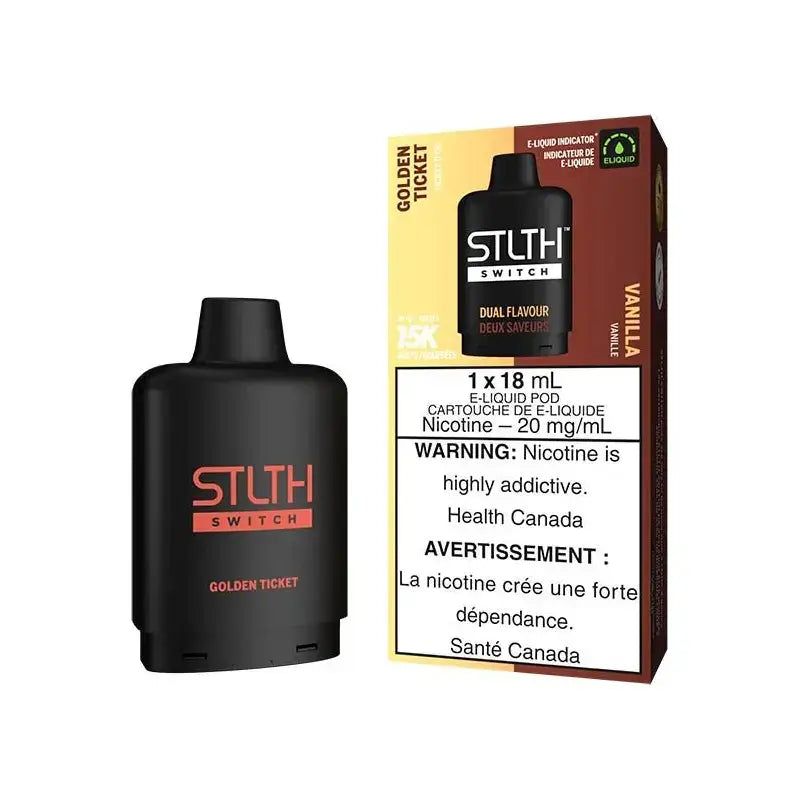 STLTH
SWITCH
GOLDEN TICKET
GOLDEN
TICKET
E-LIQUID INDICATOR*
INDICATEUR DE
E-LIQUIDE
ELIQUID
STLTH™
SWITCH
DUAL FLAVOUR
DEUX SAVEURS
15K
VANILLA
VANILLE
1 x 18 mL
E-LIQUID POD
CARTOUCHE DE E-LIQUIDE
Nicotine – 20 mg/mL
WARNING: Nicotine is
highly addictive.
Health Canada
AVERTISSEMENT :
La nicotine crée une forte
dépendance.
Santé Canada